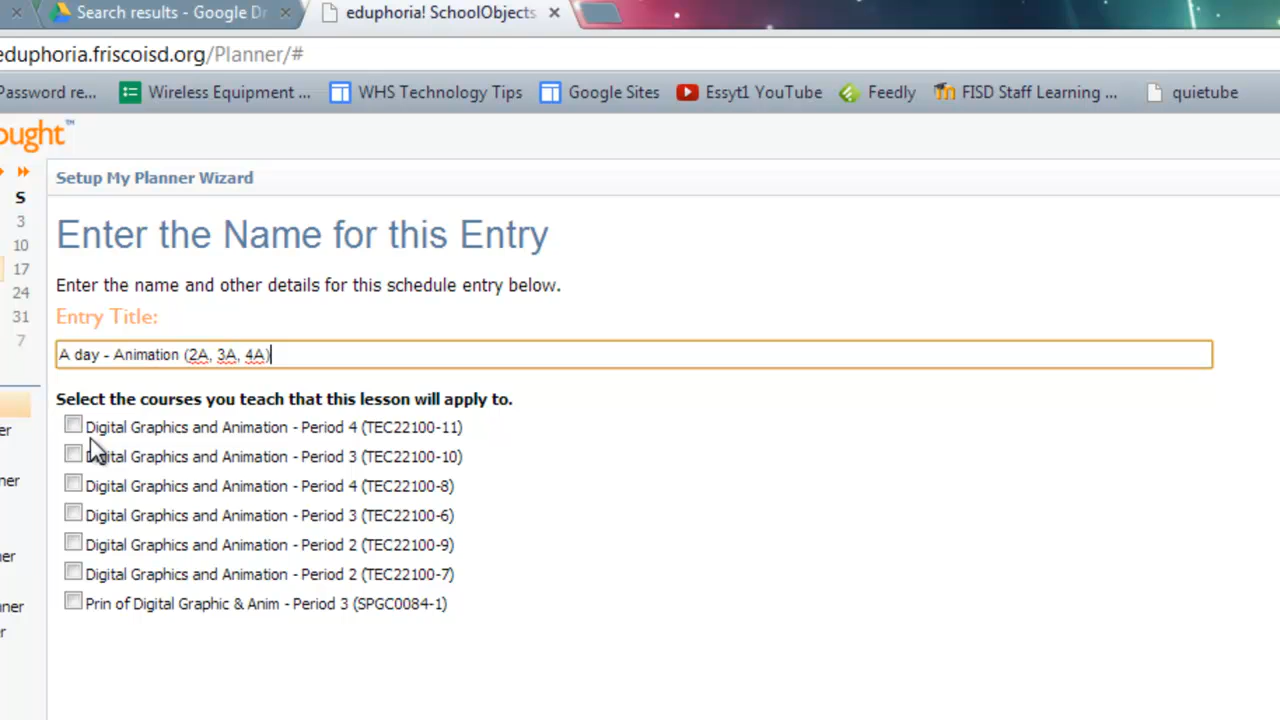 Search results - Google Dr
eduphoria! SchoolObjects
eduphoria.friscoisd.org/Planner/#
Password re...
Wireless Equipment ...
WHS Technology Tips
Google Sites
Essyt1 YouTube
Feedly
FISD Staff Learning ...
quietube
ought™
Setup My Planner Wizard
S
3
10
17
24
31
7
Enter the Name for this Entry
Enter the name and other details for this schedule entry below.
Entry Title:
A day - Animation (2A, 3A, 4A)
Select the courses you teach that this lesson will apply to.
Digital Graphics and Animation - Period 4 (TEC22100-11)
Digital Graphics and Animation - Period 3 (TEC22100-10)
Digital Graphics and Animation - Period 4 (TEC22100-8)
Digital Graphics and Animation - Period 3 (TEC22100-6)
Digital Graphics and Animation - Period 2 (TEC22100-9)
Digital Graphics and Animation - Period 2 (TEC22100-7)
Prin of Digital Graphic & Anim - Period 3 (SPGC0084-1)